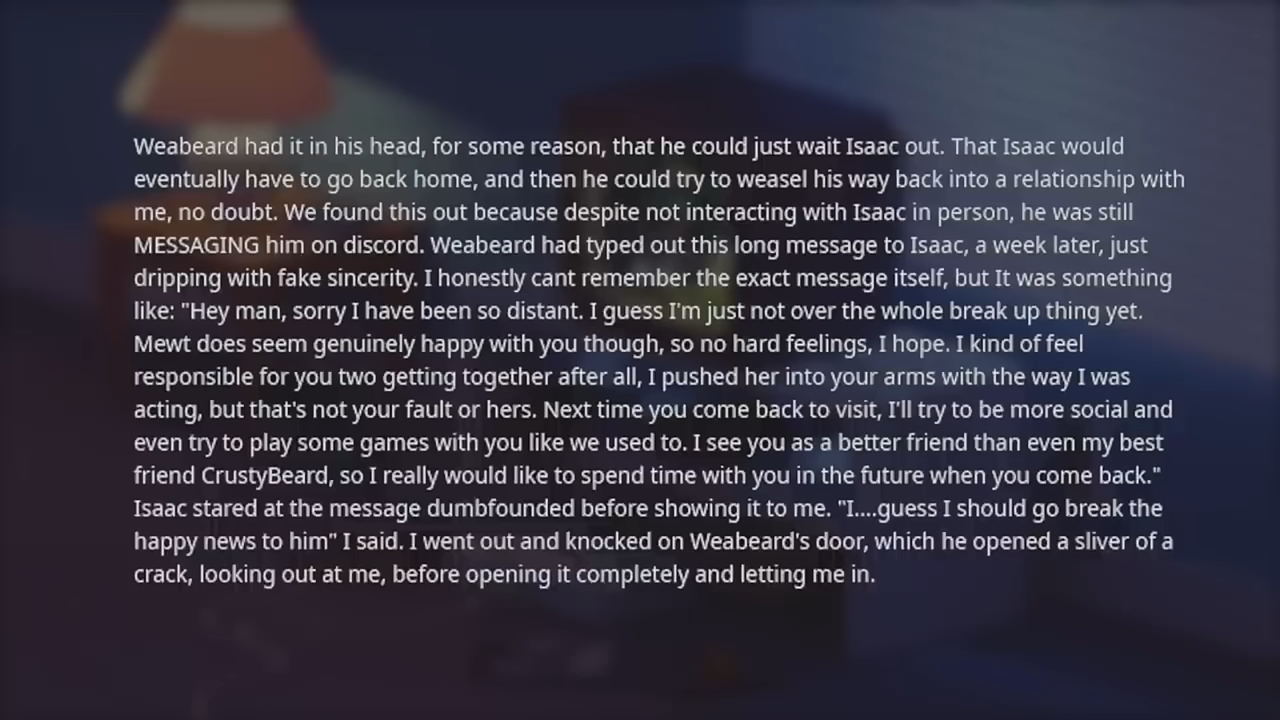 Weabeard had it in his head, for some reason, that he could just wait Isaac out. That Isaac would
eventually have to go back home, and then he could try to weasel his way back into a relationship with
me, no doubt. We found this out because despite not interacting with Isaac in person, he was still
MESSAGING him on discord. Weabeard had typed out this long message to Isaac, a week later, just
dripping with fake sincerity. I honestly cant remember the exact message itself, but It was something
like: "Hey man, sorry I have been so distant. I guess I'm just not over the whole break up thing yet.
Mewt does seem genuinely happy with you though, so no hard feelings, I hope. I kind of feel
responsible for you two getting together after all, I pushed her into your arms with the way I was
acting, but that's not your fault or hers. Next time you come back to visit, I'll try to be more social and
even try to play some games with you like we used to. I see you as a better friend than even my best
friend CrustyBeard, so I really would like to spend time with you in the future when you come back."
Isaac stared at the message dumbfounded before showing it to me. "I....guess I should go break the
happy news to him" I said. I went out and knocked on Weabeard's door, which he opened a sliver of a
crack, looking out at me, before opening it completely and letting me in.